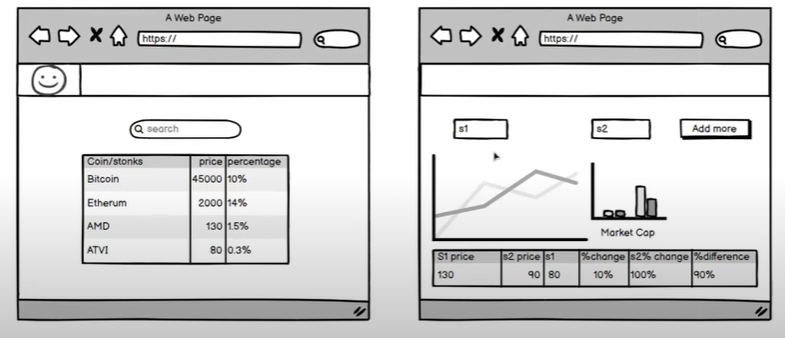 A Web Page
https://
search
Coin/stonks price percentage
Bitcoin 45000 10%
Etherum 2000 14%
AMD 130 1.5%
ATVI 80 0.3%
A Web Page
https://
s1 s2 Add more
Market Cap
S1 price s2 price s1 %change s2% change %difference
130 90 80 10% 100% 90%